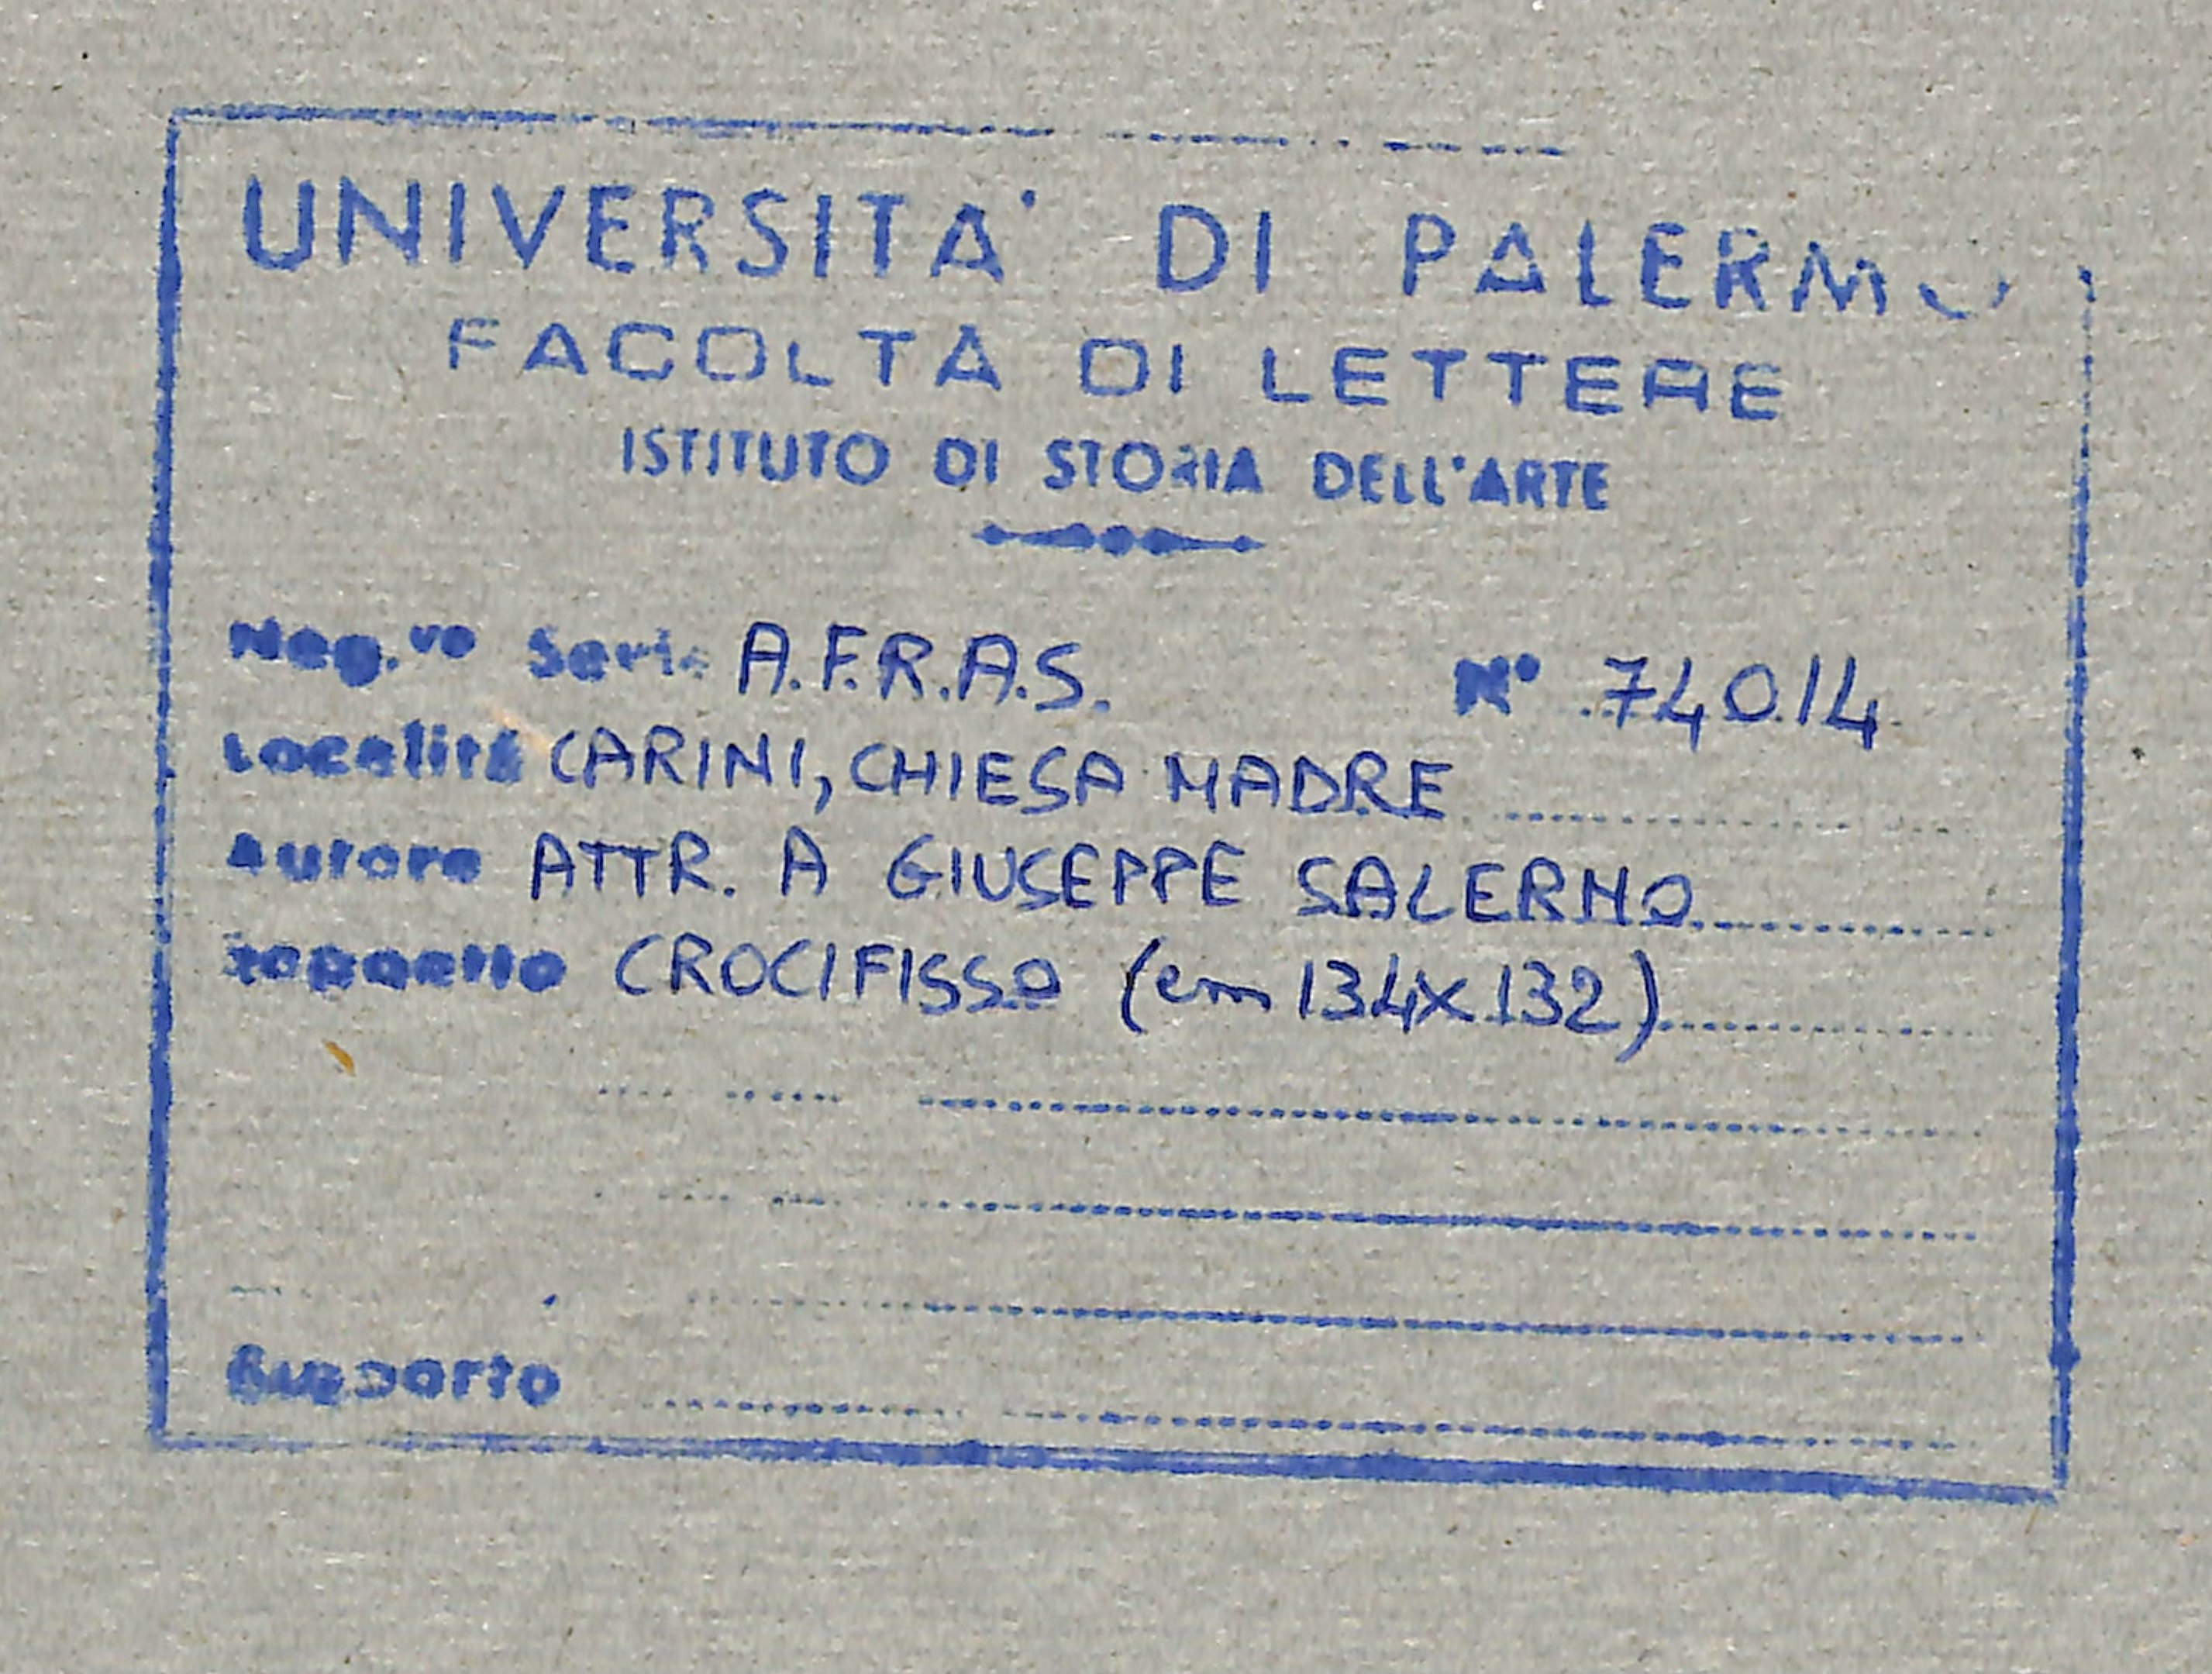 UNIVERSITA' DI PALERMO
FACOLTÀ DI LETTERE
ISTITUTO DI STORIA DELL'ARTE
Neg.vo Serie A.F.R.A.S. N° 74014
Località CARINI, CHIESA MADRE
Autore ATTR. A GIUSEPPE SALERNO
Soggetto CROCIFISSO (cm 134x132)
Supporto